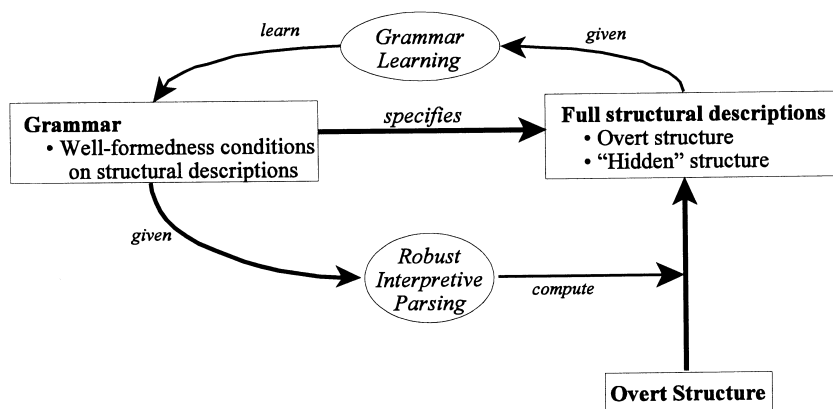 learn
Grammar
Learning
given
Grammar
• Well-formedness conditions
on structural descriptions
specifies
Full structural descriptions
• Overt structure
• “Hidden” structure
given
Robust
Interpretive
Parsing
compute
Overt Structure